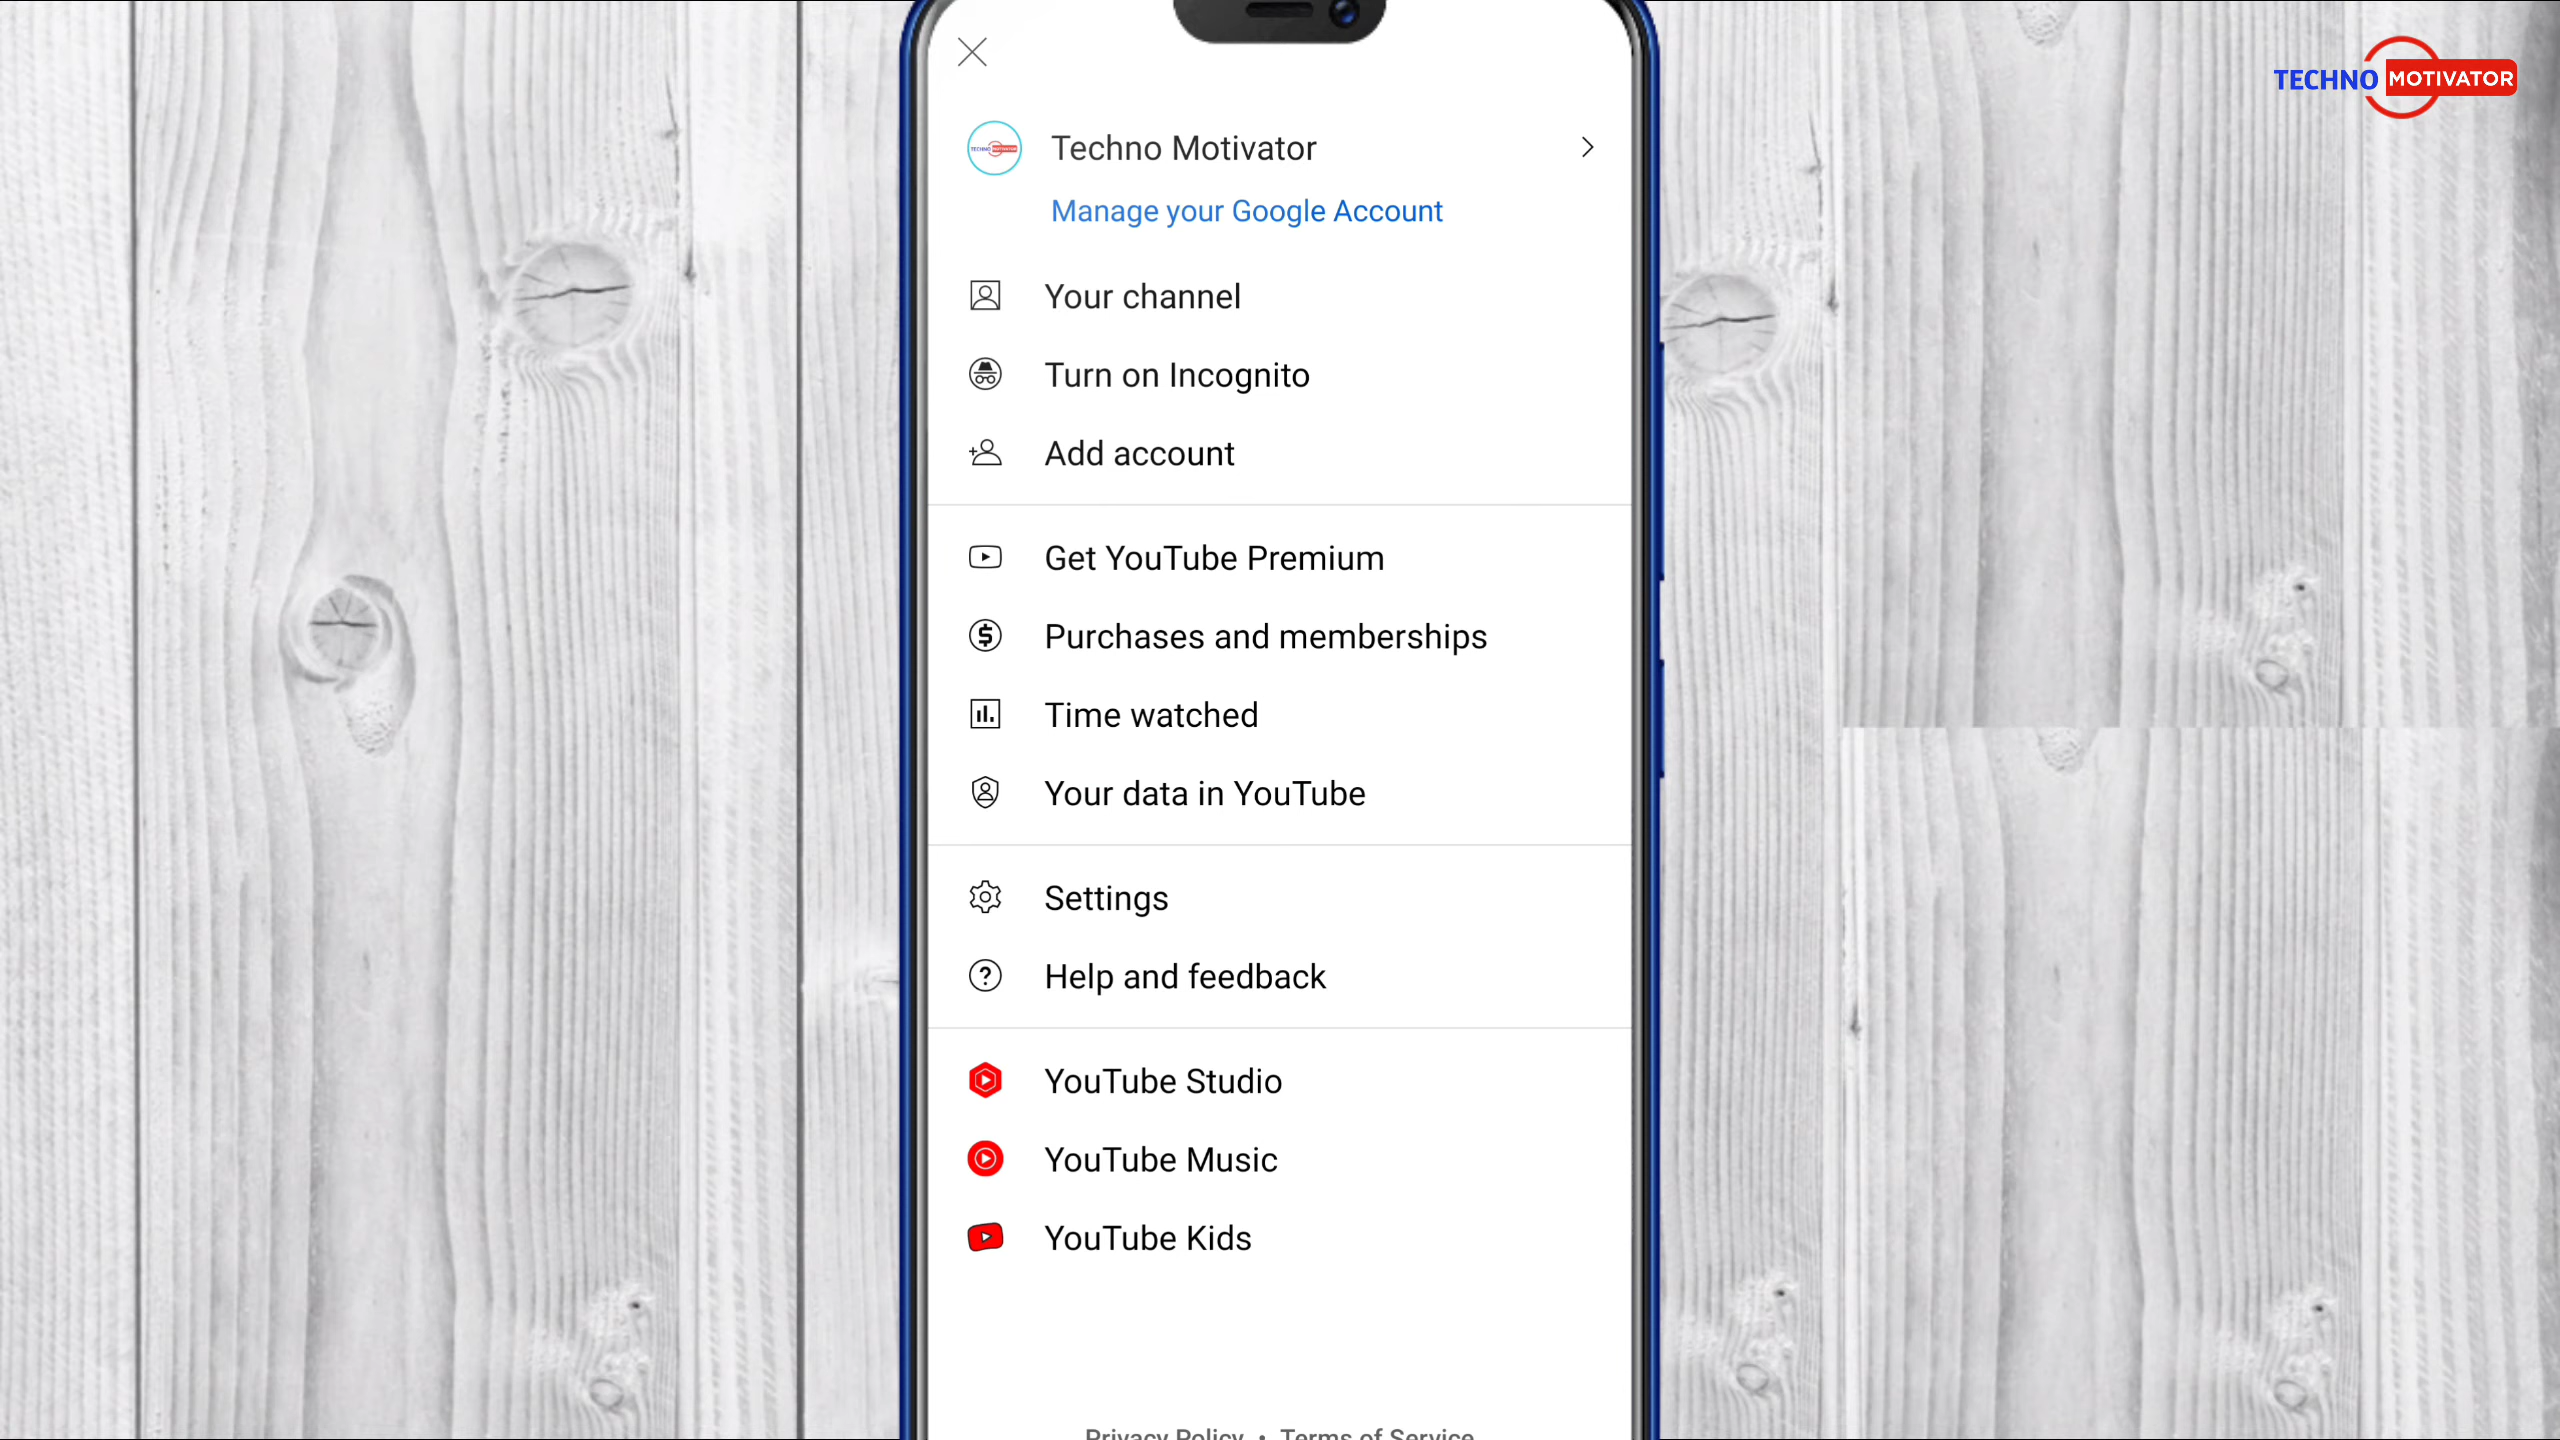 TECHNO MOTIVATOR
Techno Motivator
Manage your Google Account
Your channel
Turn on Incognito
Add account
Get YouTube Premium
Purchases and memberships
Time watched
Your data in YouTube
Settings
Help and feedback
YouTube Studio
YouTube Music
YouTube Kids
Privacy Policy • Terms of Service